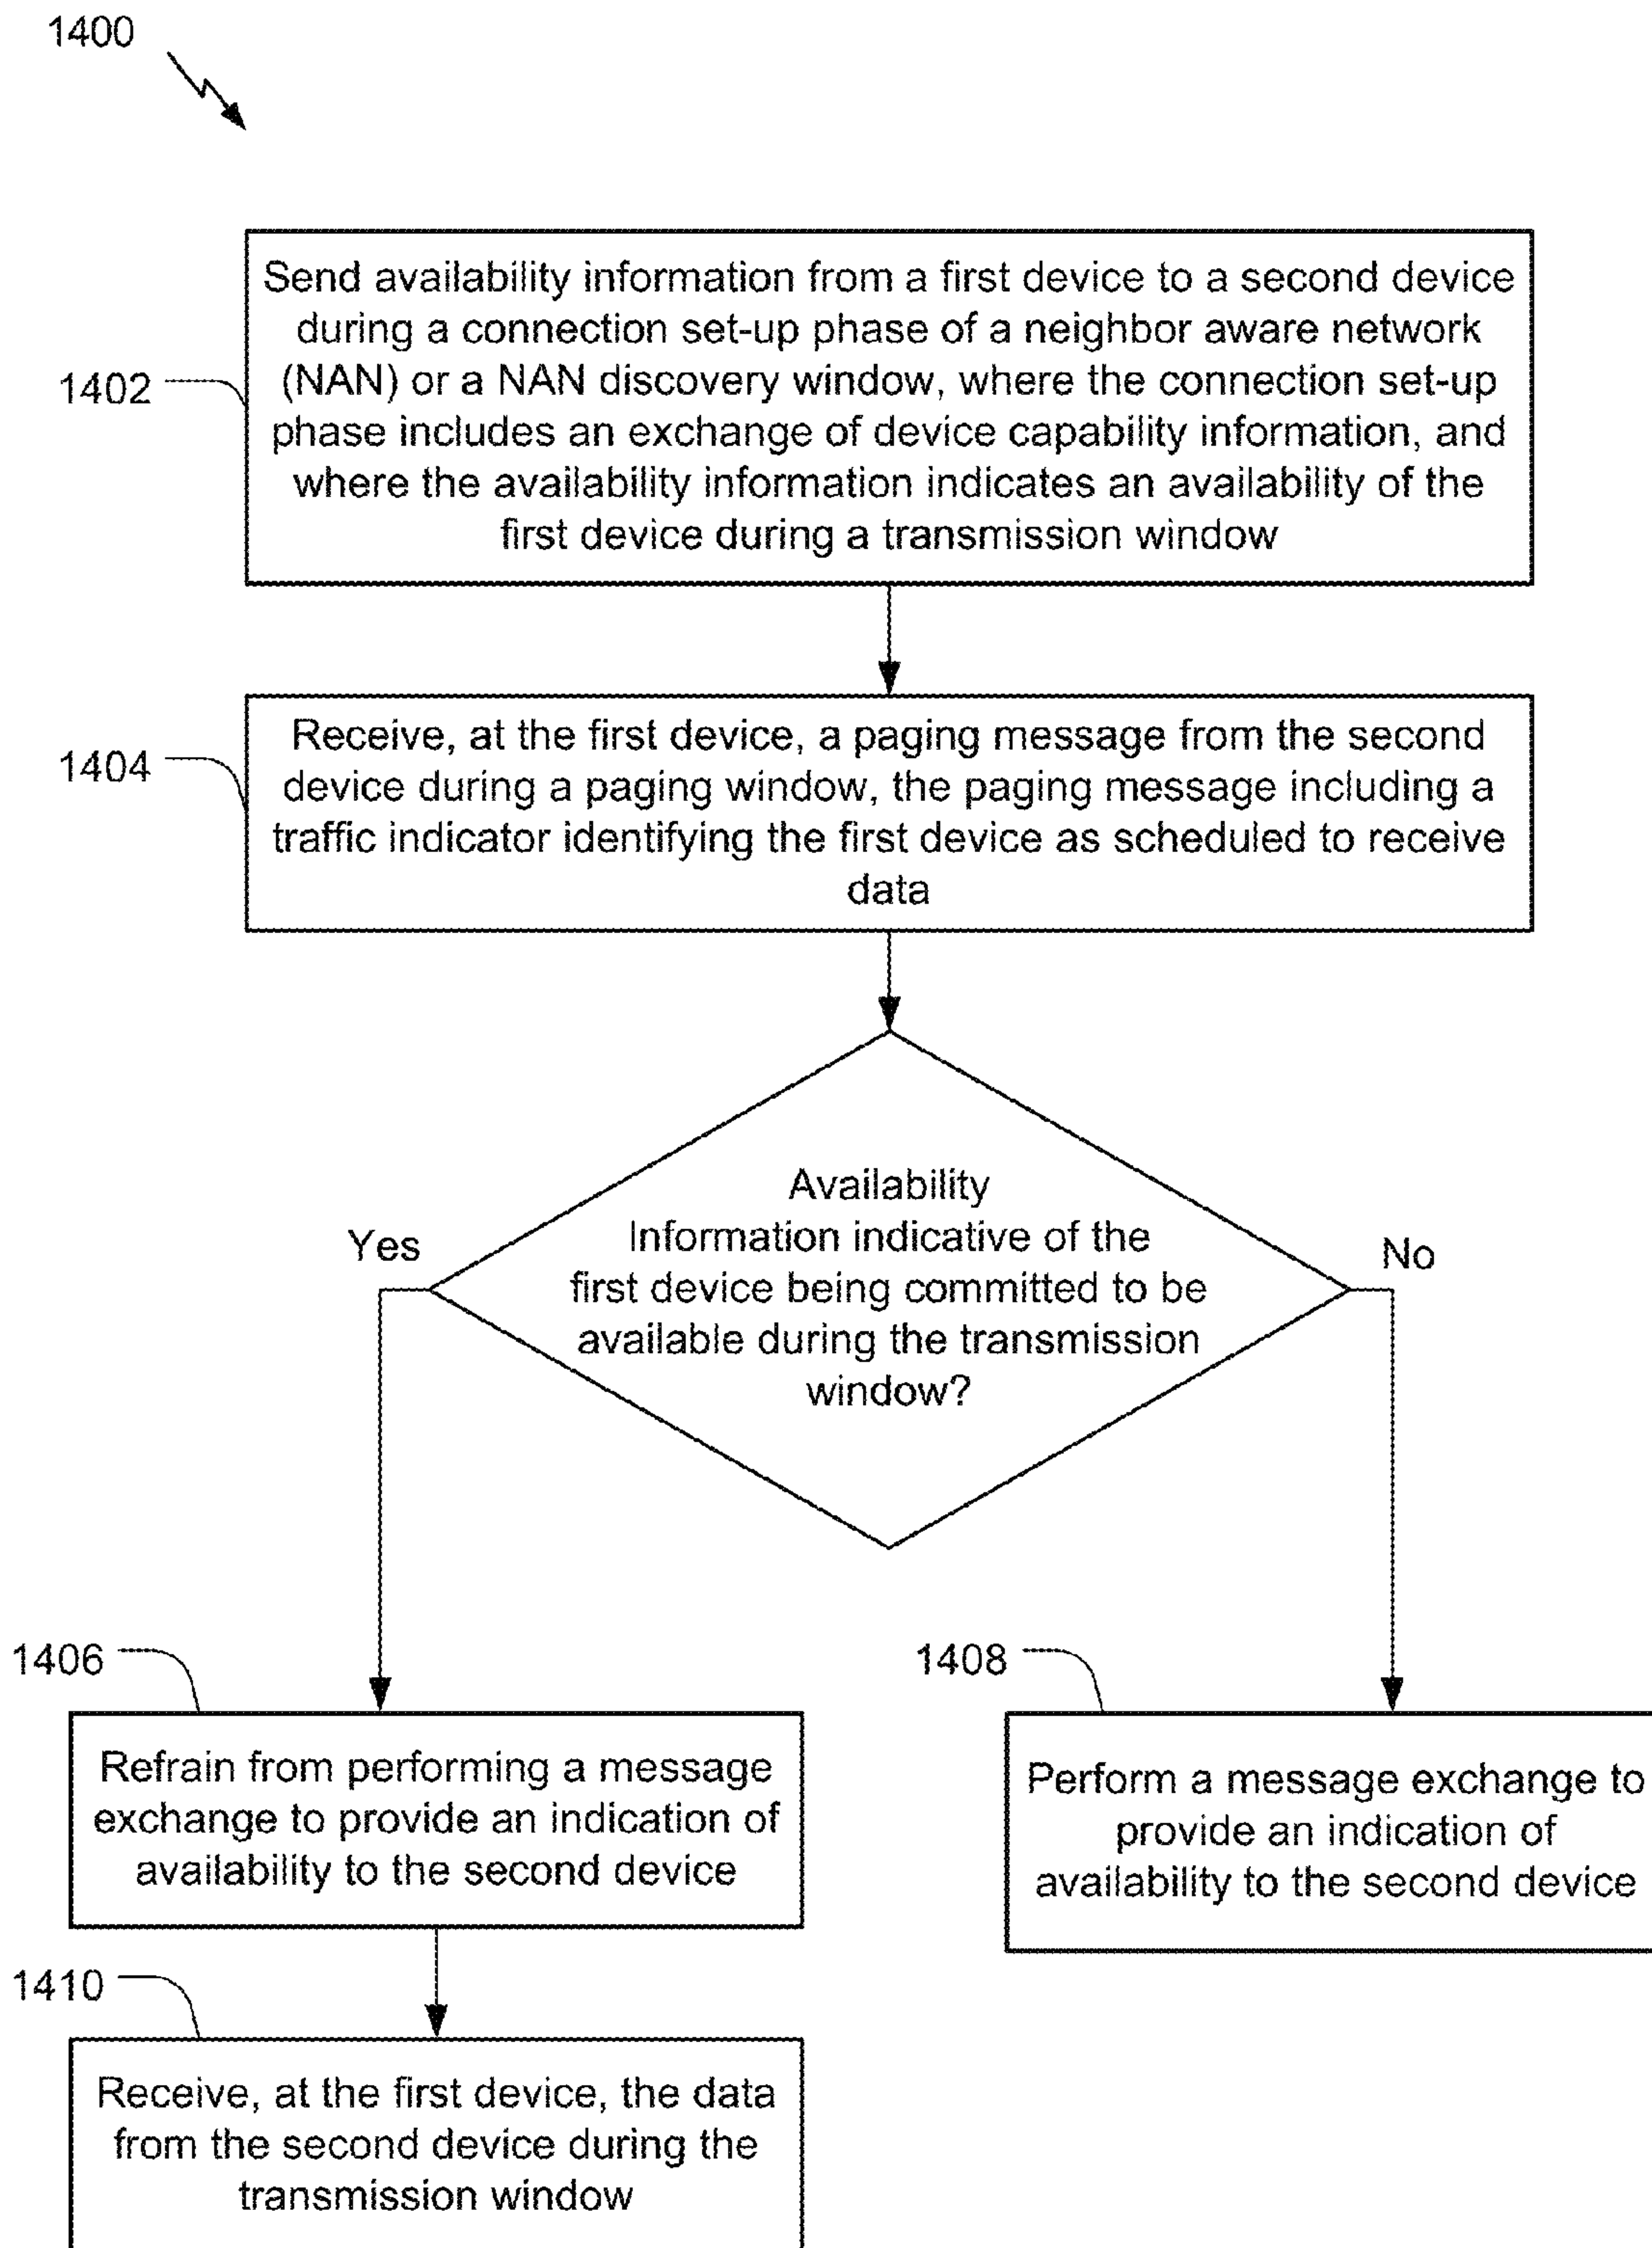 1400
Send availability information from a first device to a second device
during a connection set-up phase of a neighbor aware network
(NAN) or a NAN discovery window, where the connection set-up
phase includes an exchange of device capability information, and
where the availability information indicates an availability of the
first device during a transmission window
1402
Receive, at the first device, a paging message from the second
device during a paging window, the paging message including a
traffic indicator identifying the first device as scheduled to receive
data
1404
Availability
Information indicative of the
first device being committed to be
available during the transmission
window?
Yes
No
1406
Refrain from performing a message
exchange to provide an indication of
availability to the second device
1408
Perform a message exchange to
provide an indication of
availability to the second device
1410
Receive, at the first device, the data
from the second device during the
transmission window